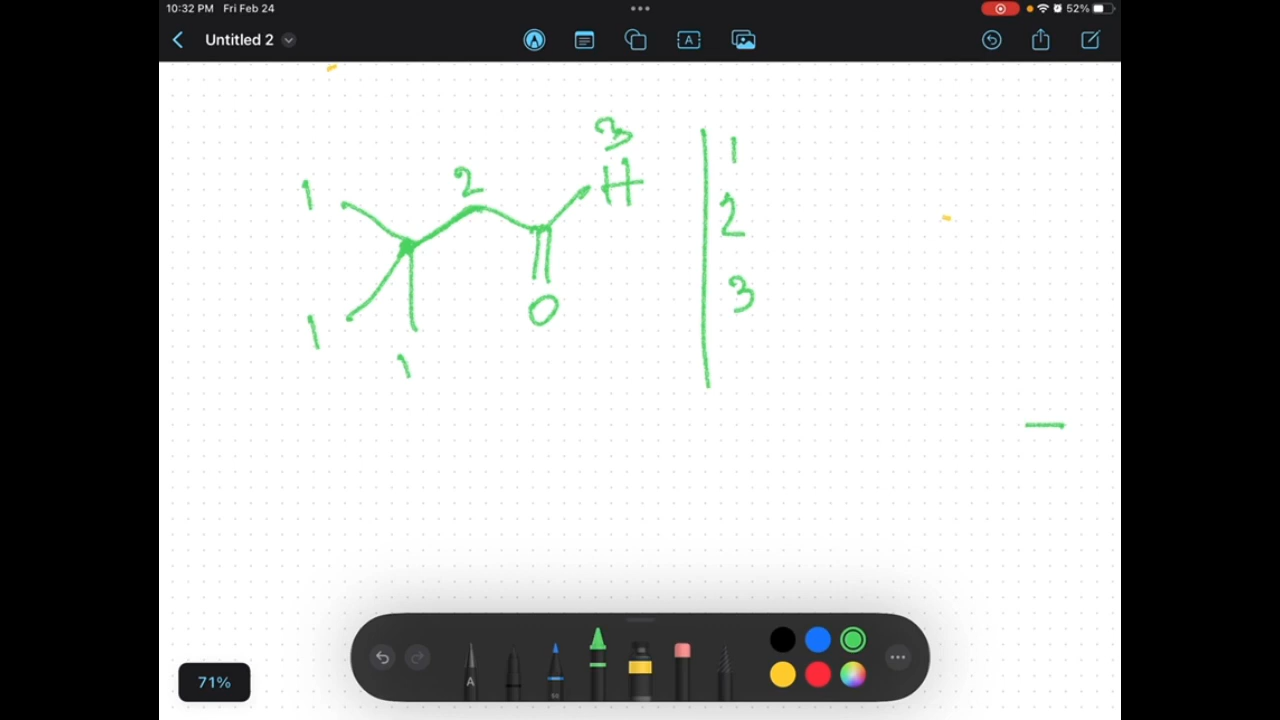 10:32 PM Fri Feb 24
52%
Untitled 2
A
3
1 2 H
1
2
3
O
1
1
A
71%